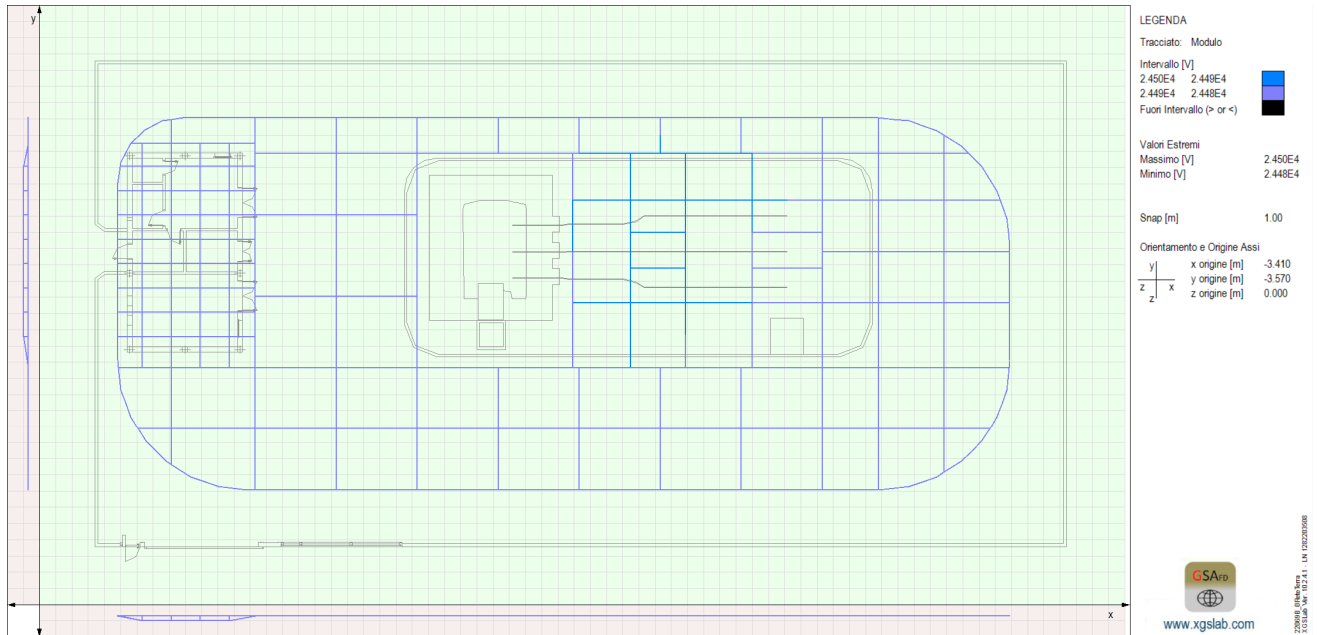 y
x
LEGENDA
Tracciato: Modulo
Intervallo [V]
2.450E4 2.449E4
2.449E4 2.448E4
Fuori Intervallo (> or <)
Valori Estremi
Massimo [V] 2.450E4
Minimo [V] 2.448E4
Snap [m] 1.00
Orientamento e Origine Assi
y x origine [m] -3.410
z x y origine [m] -3.570
z z origine [m] 0.000
GSAFD
www.xgslab.com